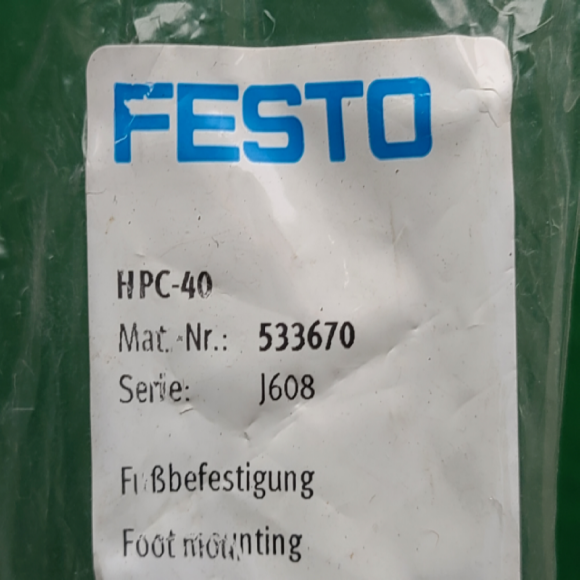 FESTO
HPC-40
Mat.-Nr.: 533670
Serie: J608
Fußbefestigung
Foot mounting